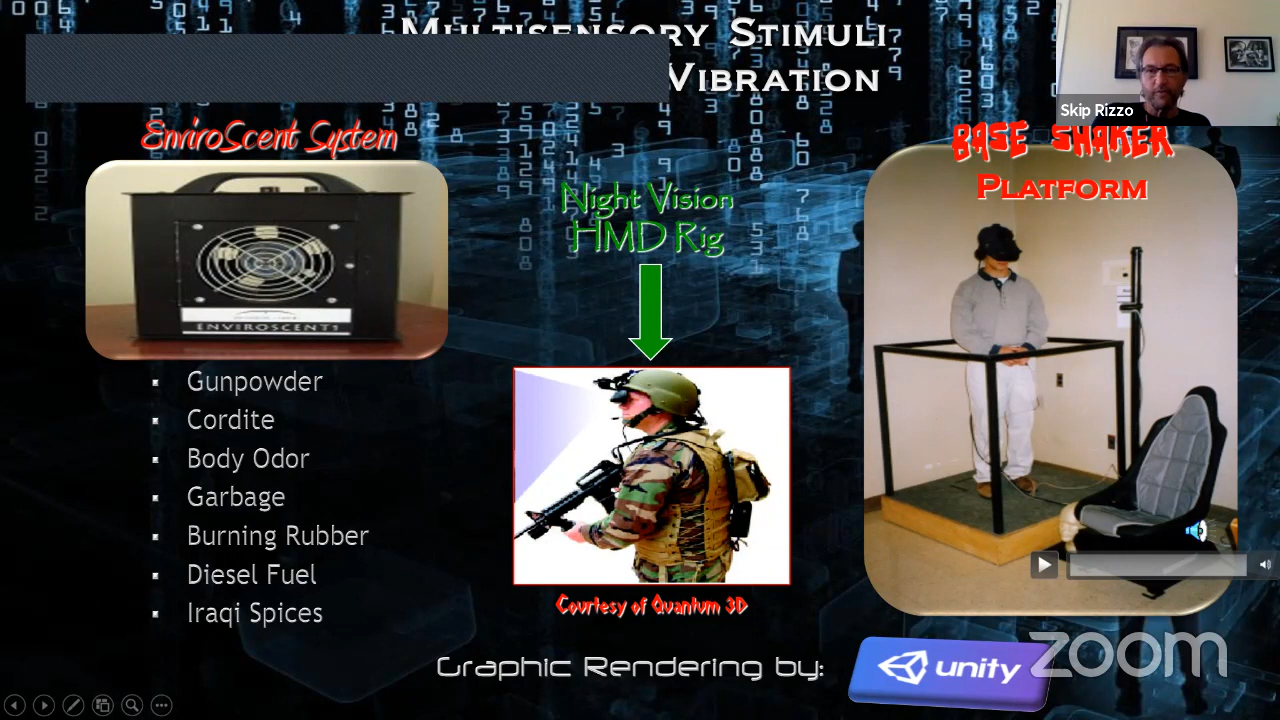 Multisensory Stimuli
Vibration
Skip Rizzo
EnviroScent System
Base Shaker
Platform
Night Vision
HMD Rig
ENVIROSCENTS
Gunpowder
Cordite
Body Odor
Garbage
Burning Rubber
Diesel Fuel
Iraqi Spices
Courtesy of Quantum 3D
Graphic Rendering by:
unity
zoom